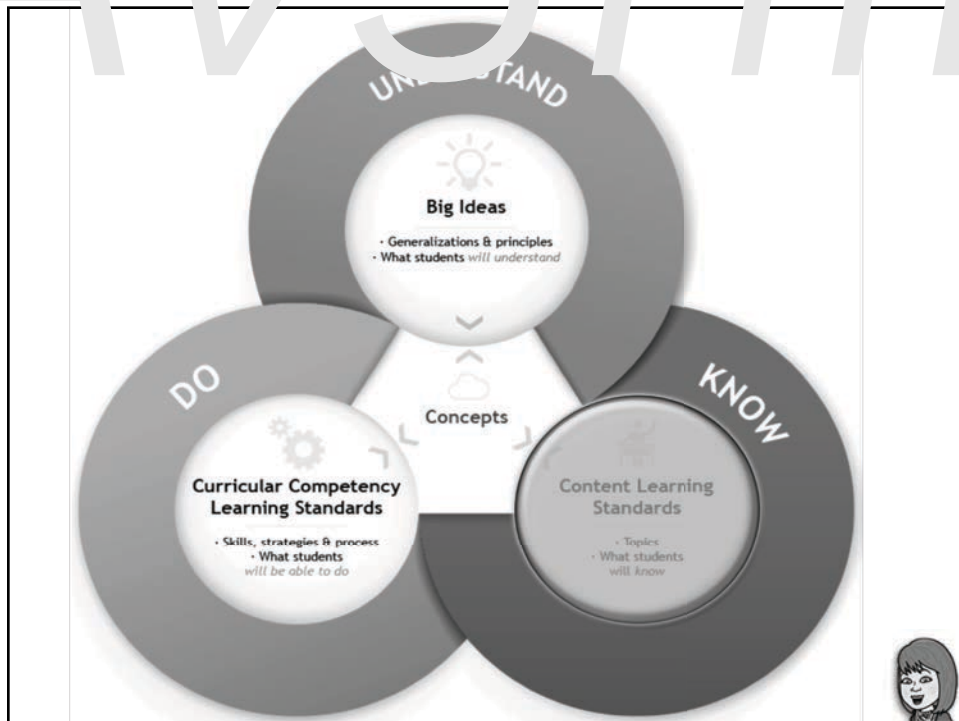 UNDERSTAND
Big Ideas
· Generalizations & principles
· What students will understand
DO
KNOW
Concepts
Curricular Competency
Learning Standards
· Skills, strategies & process
· What students
will be able to do
Content Learning
Standards
· Topics
· What students
will know